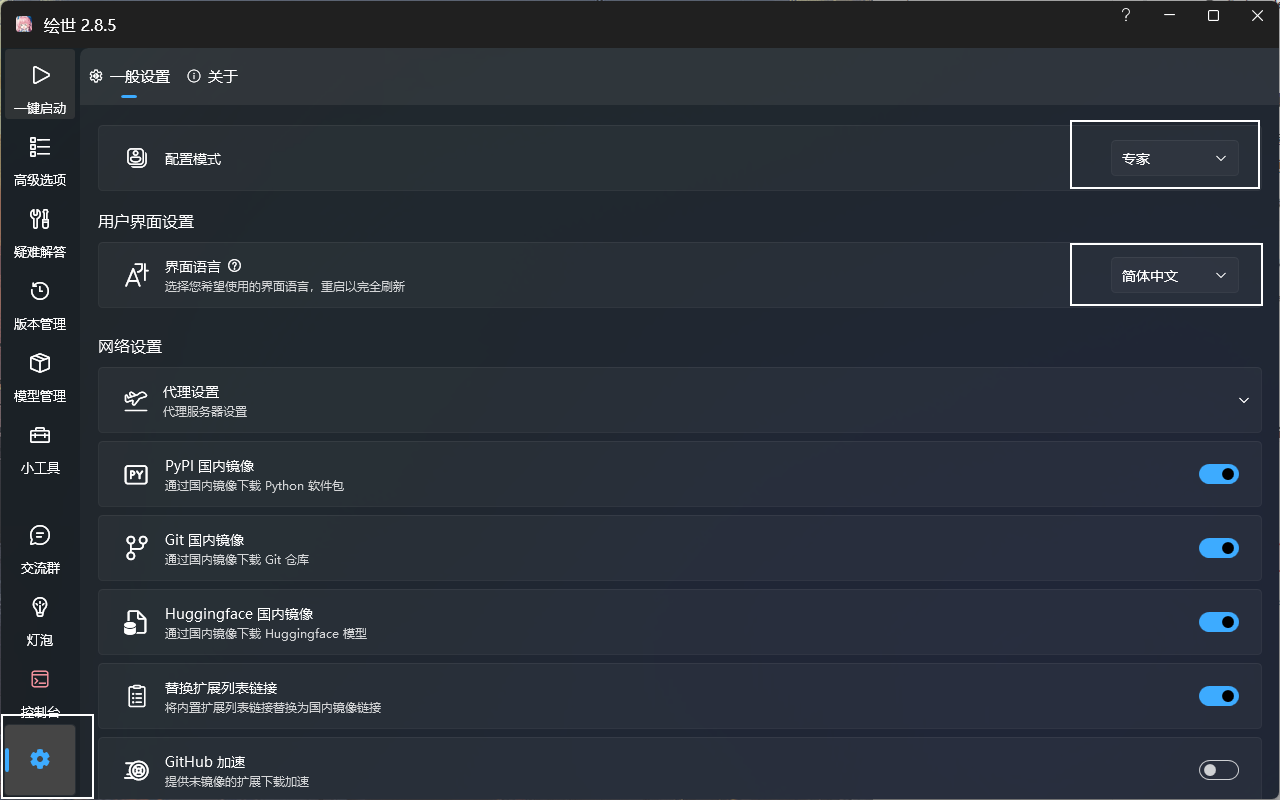 绘世 2.8.5
一键启动
高级选项
疑难解答
版本管理
模型管理
小工具
交流群
灯泡
控制台
一般设置
关于
配置模式
专家
用户界面设置
界面语言
选择您希望使用的界面语言，重启以完全刷新
简体中文
网络设置
代理设置
代理服务器设置
PY
PyPI 国内镜像
通过国内镜像下载 Python 软件包
Git 国内镜像
通过国内镜像下载 Git 仓库
Huggingface 国内镜像
通过国内镜像下载 Huggingface 模型
替换扩展列表链接
将内置扩展列表链接替换为国内镜像链接
GitHub 加速
提供未镜像的扩展下载加速